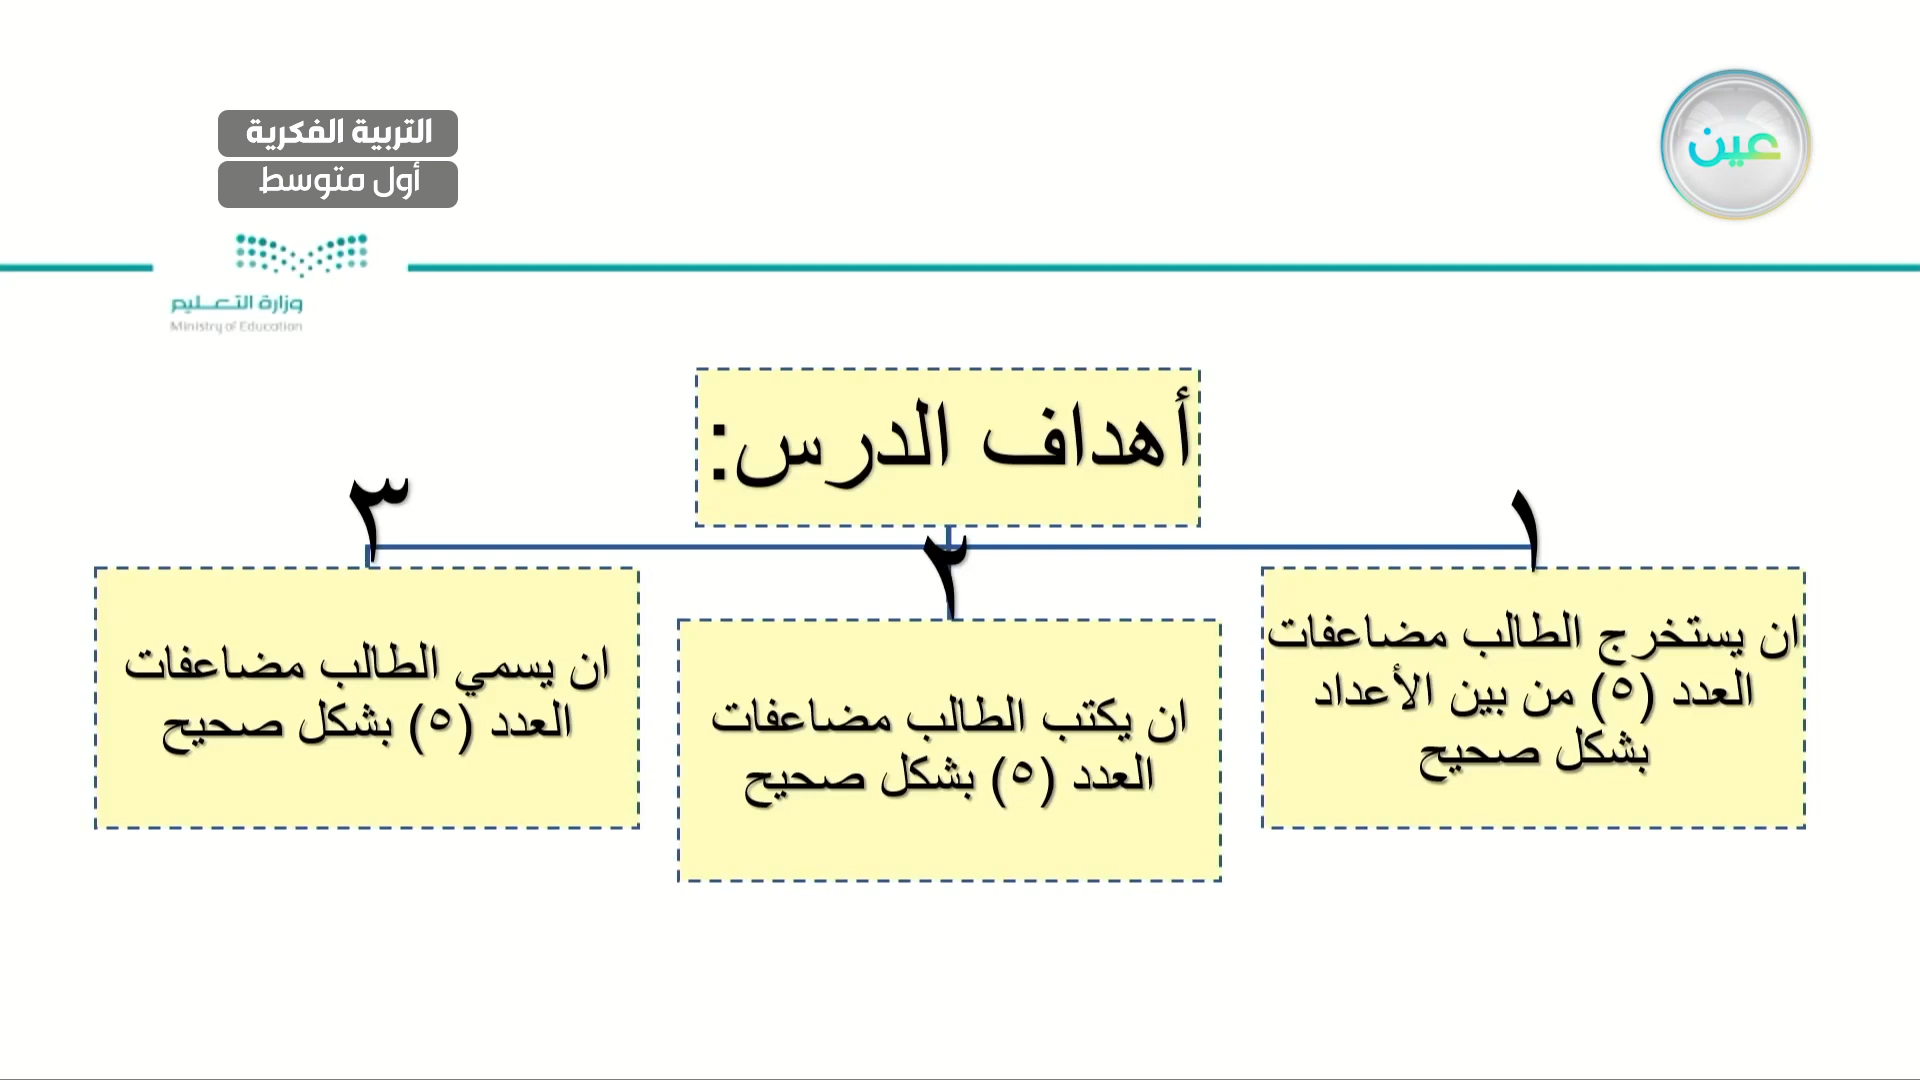 التربية الفكرية
أول متوسط
عين
وزارة التعليم
Ministry of Education
أهداف الدرس:
١
ان يستخرج الطالب مضاعفات
العدد (٥) من بين الأعداد
بشكل صحيح
٢
ان يكتب الطالب مضاعفات
العدد (٥) بشكل صحيح
٣
ان يسمي الطالب مضاعفات
العدد (٥) بشكل صحيح